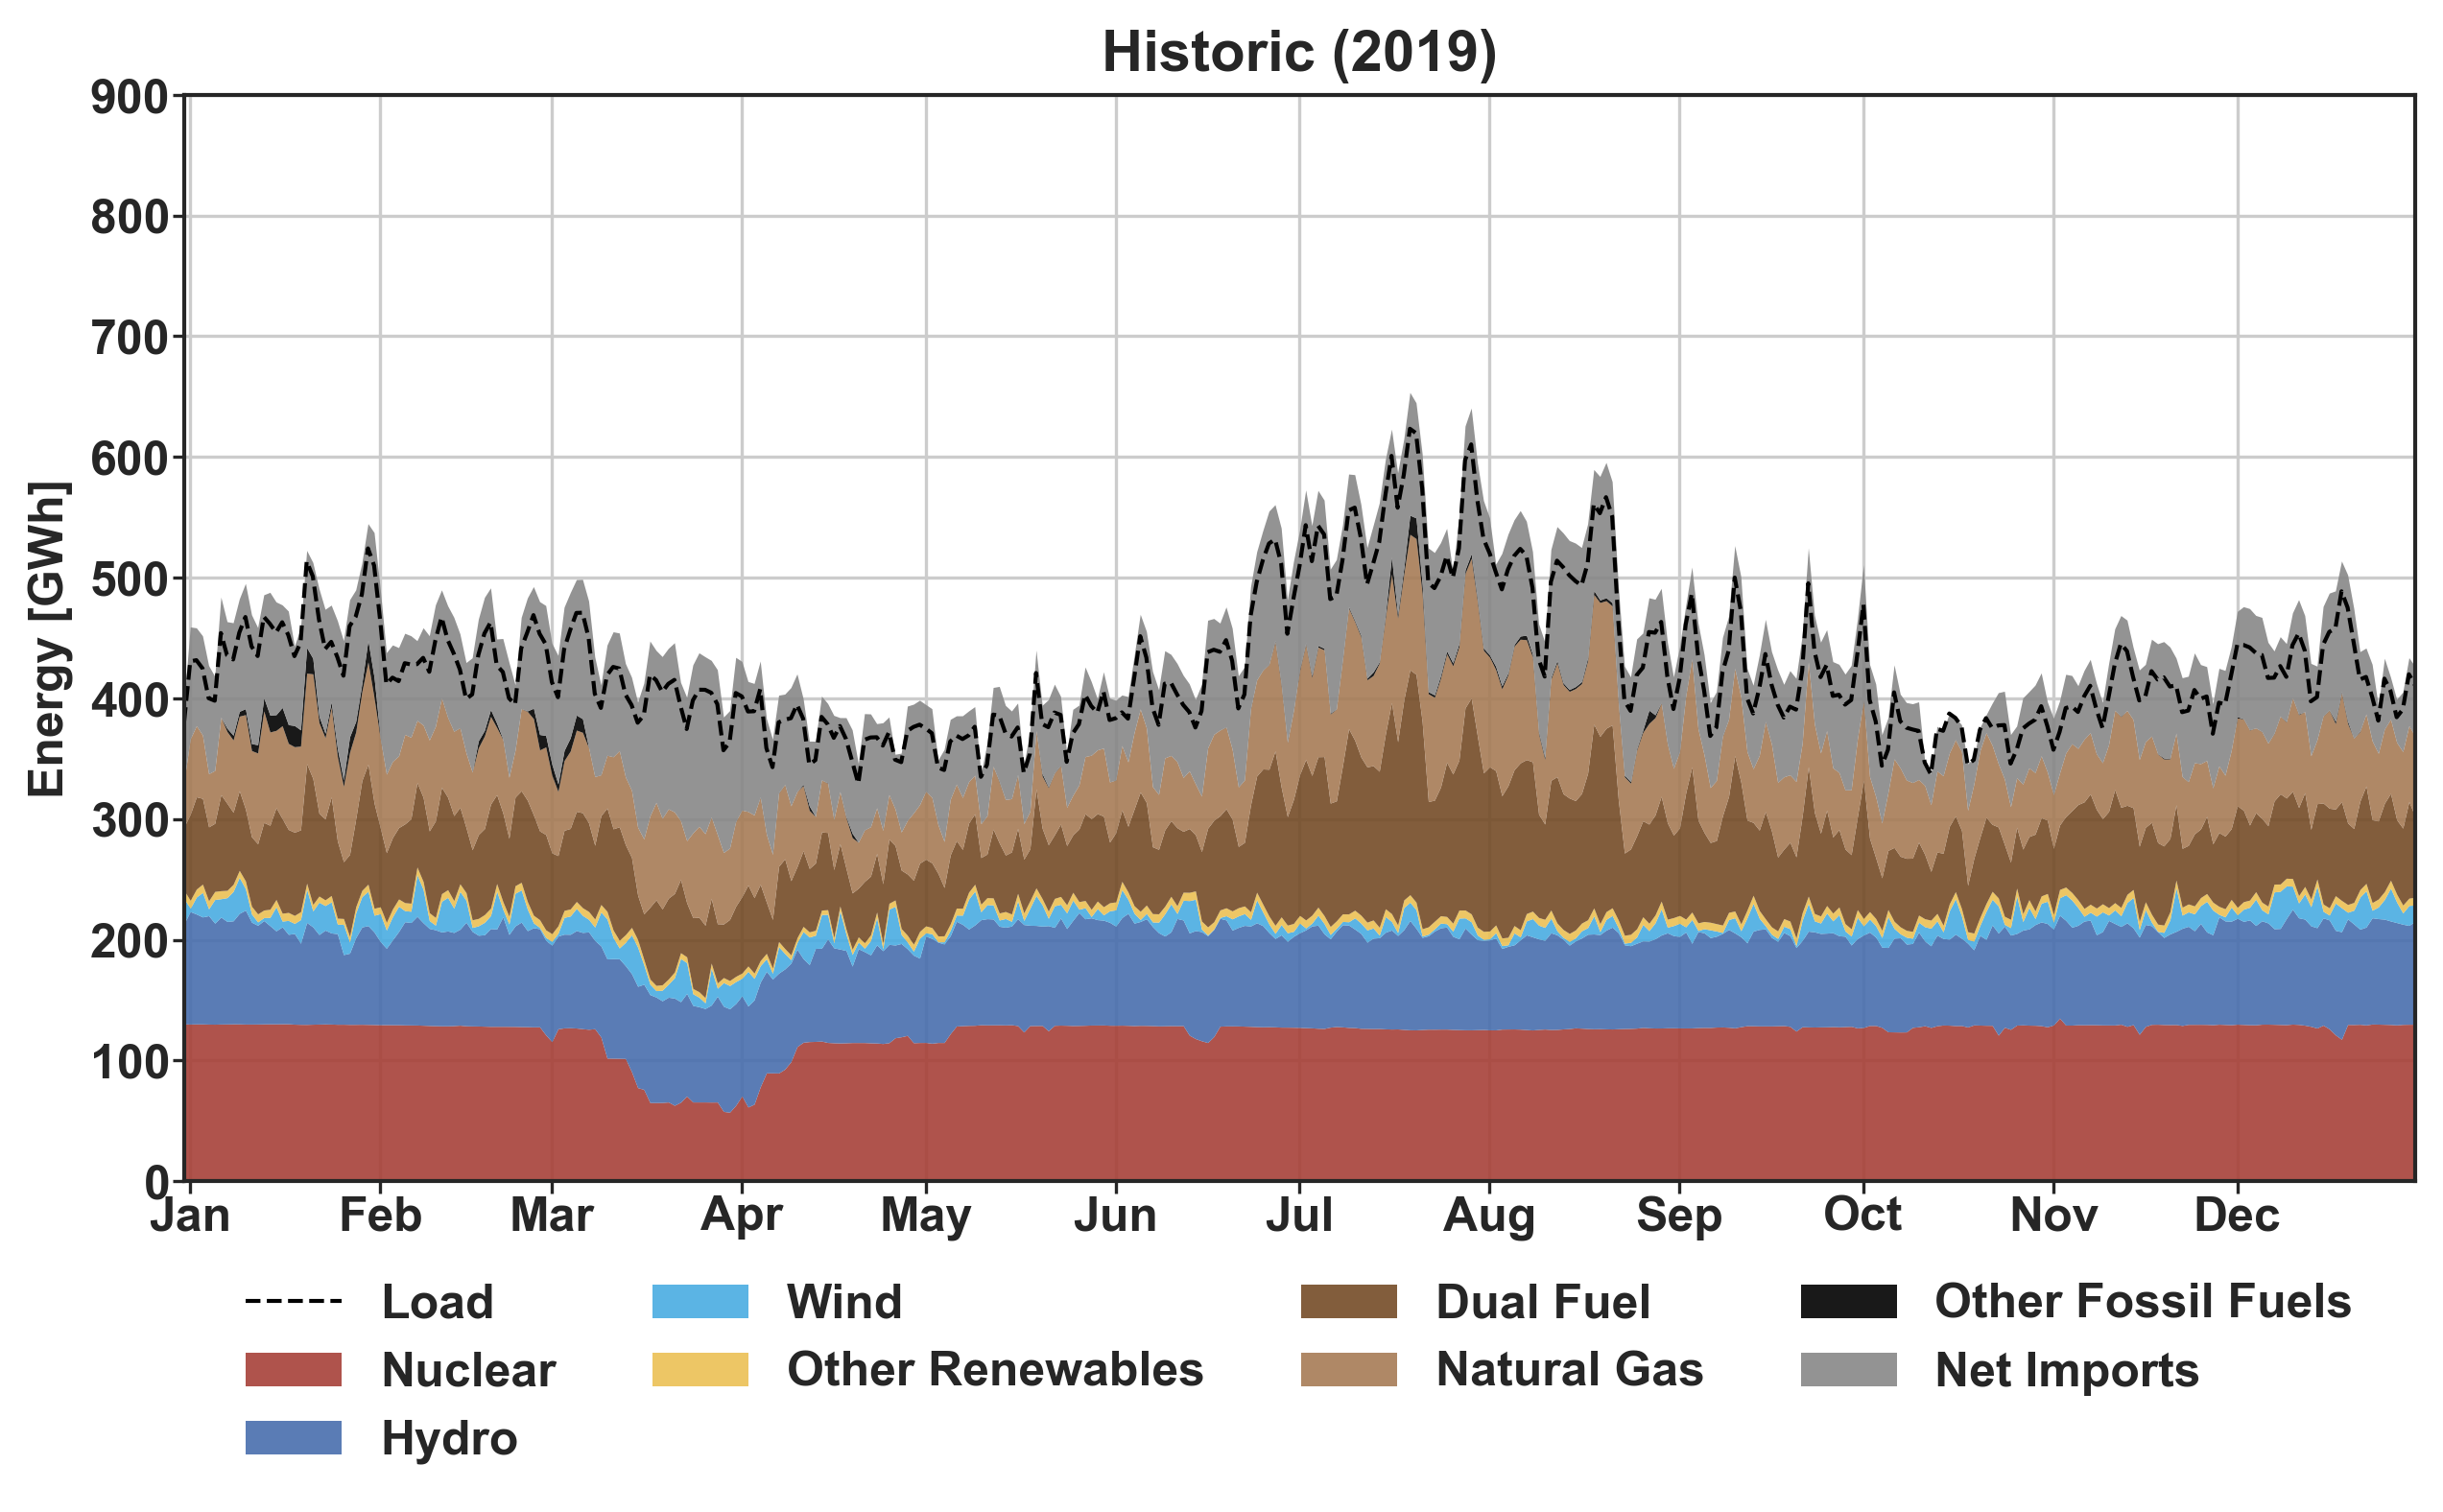 Historic (2019)
Energy [GWh]
900
800
700
600
500
400
300
200
100
0
Jan Feb Mar Apr May Jun Jul Aug Sep Oct Nov Dec
Load Wind Dual Fuel Other Fossil Fuels
Nuclear Other Renewables Natural Gas Net Imports
Hydro